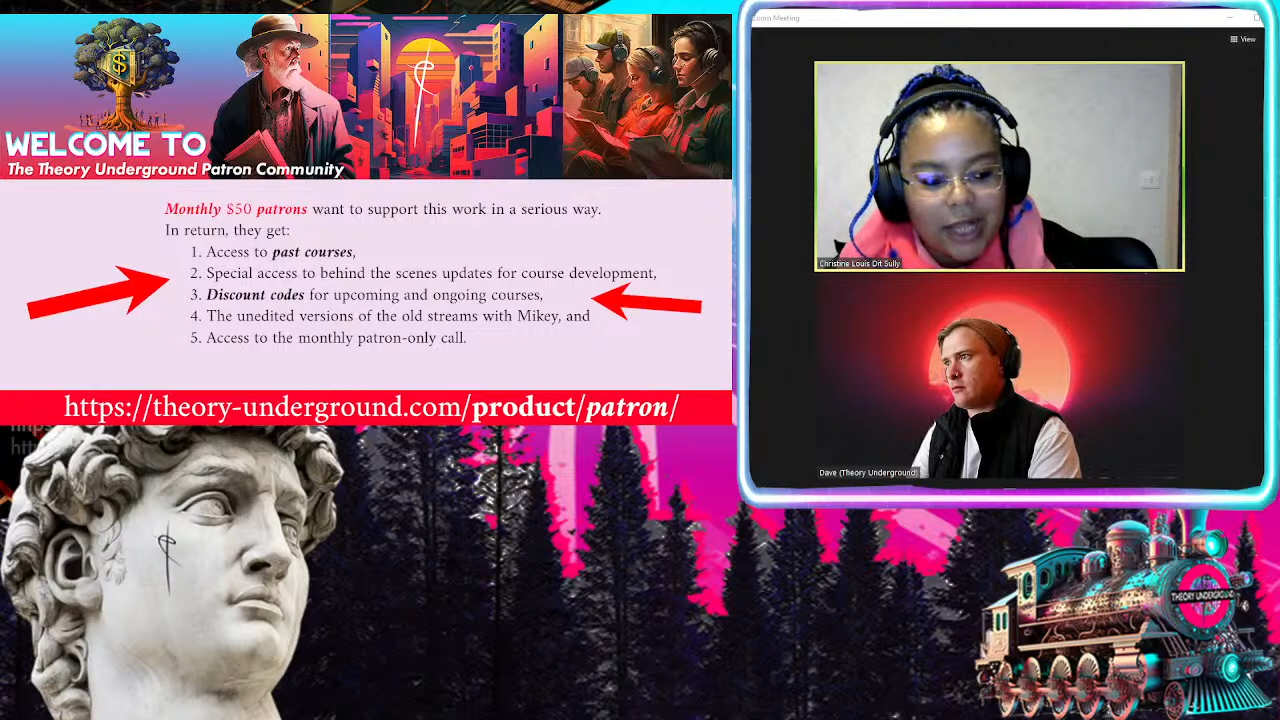 WELCOME TO
The Theory Underground Patron Community
Monthly $50 patrons want to support this work in a serious way.
In return, they get:
1. Access to past courses,
2. Special access to behind the scenes updates for course development,
3. Discount codes for upcoming and ongoing courses,
4. The unedited versions of the old streams with Mikey, and
5. Access to the monthly patron-only call.
https://theory-underground.com/product/patron/
Zoom Meeting
View
Christine Louis Dit Sully
Dave (Theory Underground)
THEORY UNDERGROUND